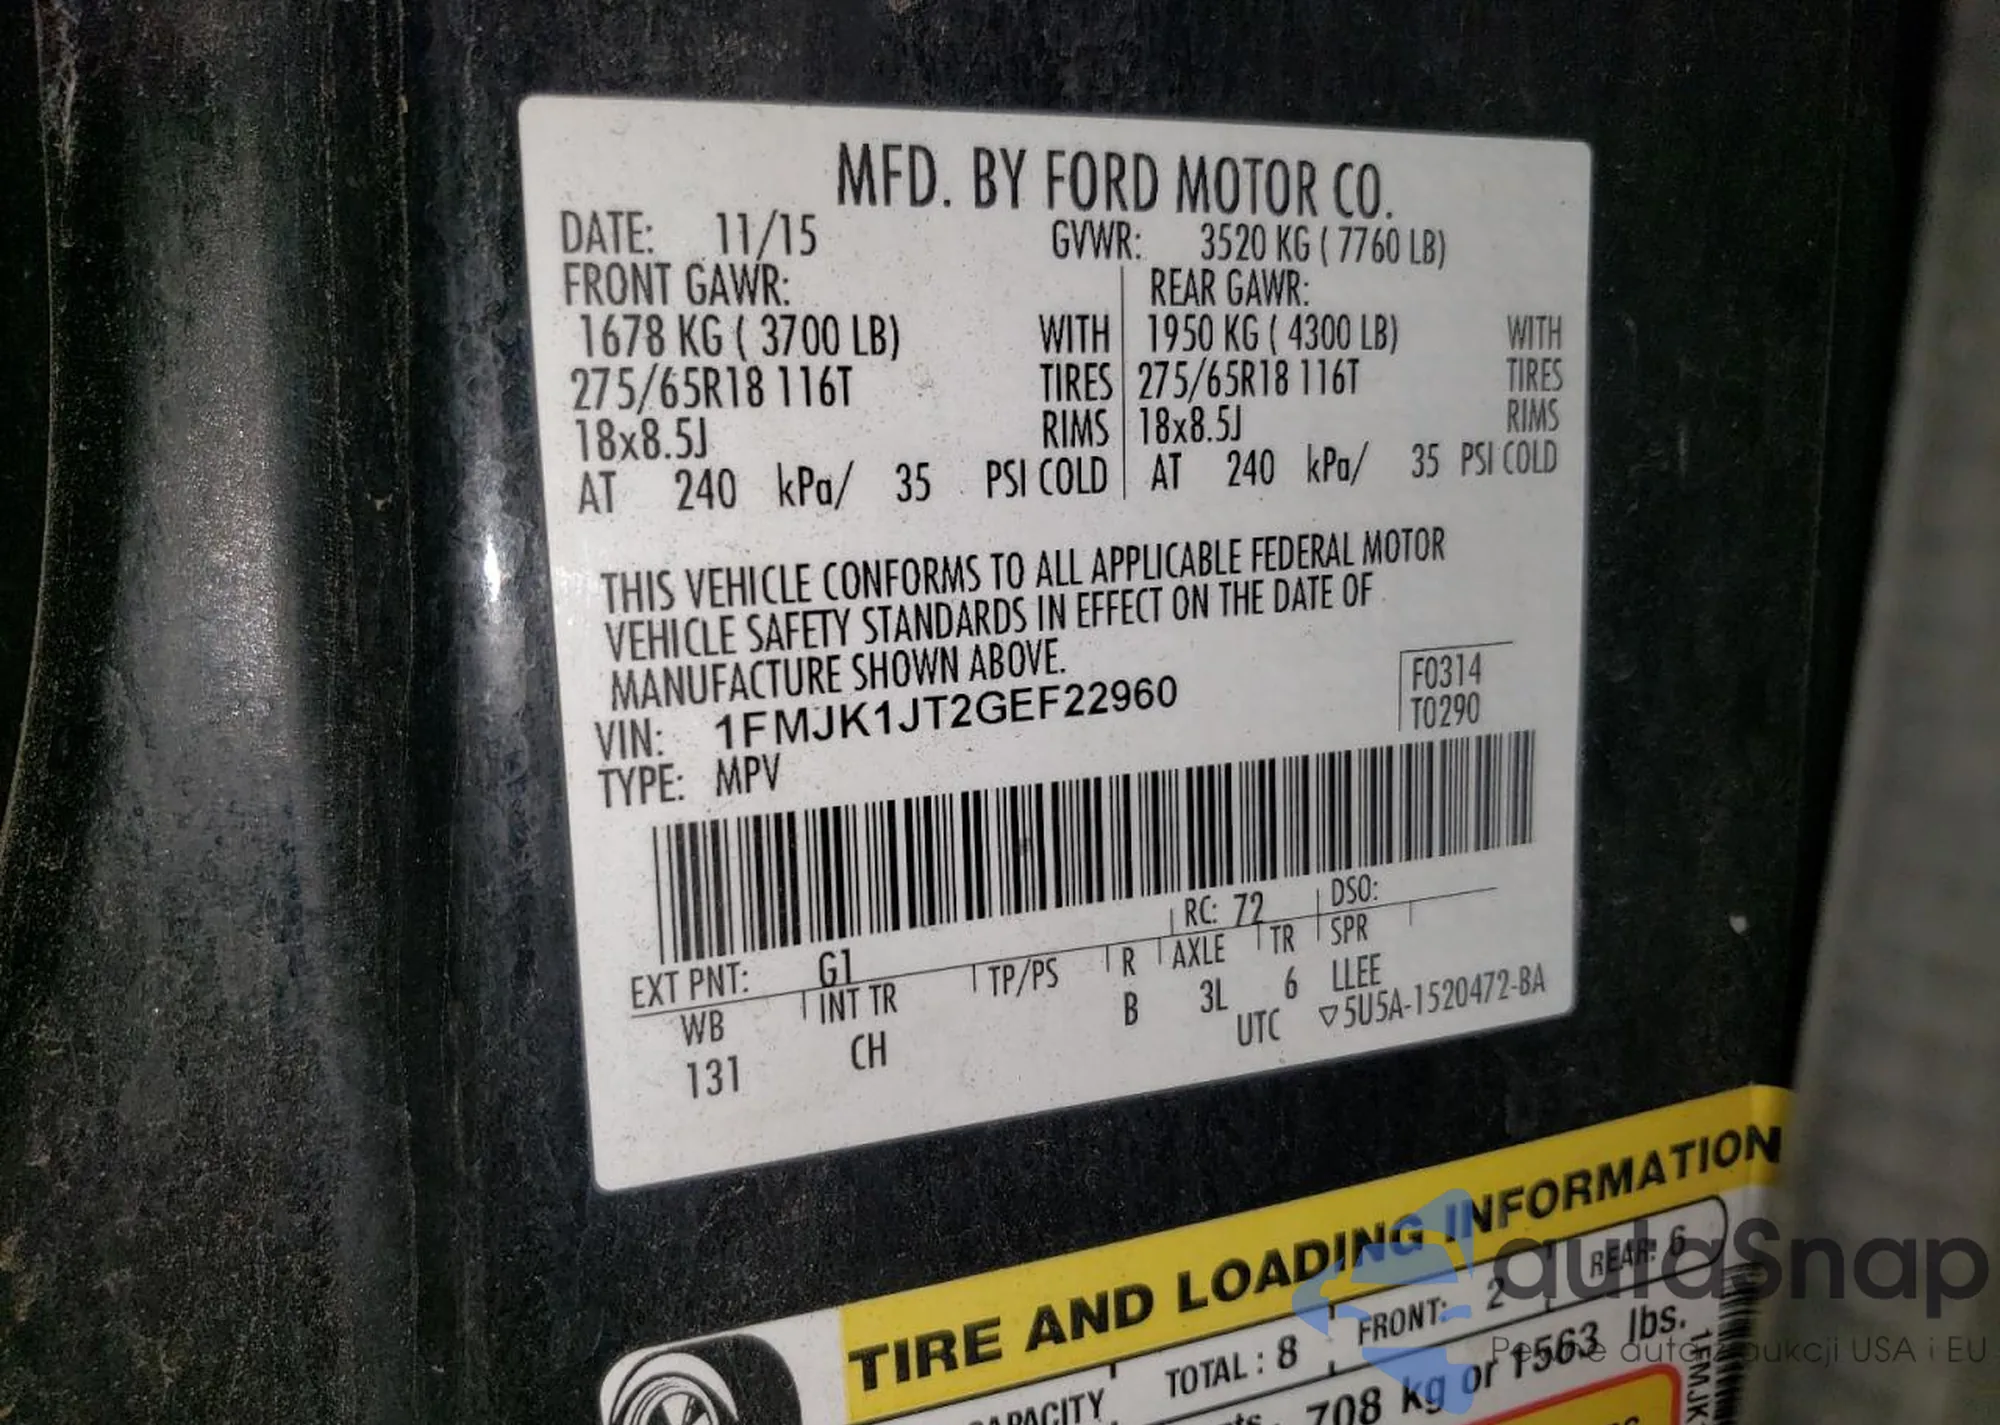 MFD. BY FORD MOTOR CO.
DATE: 11/15 GVWR: 3520 KG ( 7760 LB)
FRONT GAWR: REAR GAWR:
1678 KG ( 3700 LB) WITH 1950 KG ( 4300 LB) WITH
275/65R18 116T TIRES 275/65R18 116T TIRES
18x8.5J RIMS 18x8.5J RIMS
AT 240 kPa/ 35 PSI COLD AT 240 kPa/ 35 PSI COLD
THIS VEHICLE CONFORMS TO ALL APPLICABLE FEDERAL MOTOR
VEHICLE SAFETY STANDARDS IN EFFECT ON THE DATE OF
MANUFACTURE SHOWN ABOVE.
VIN: 1FMJK1JT2GEF22960
F0314
T0290
TYPE: MPV
RC: 72 DSO:
EXT PNT: G1
WB INT TR TP/PS R AXLE TR SPR
131 CH B 3L 6 LLEE
UTC ▽5U5A-1520472-BA
TIRE AND LOADING INFORMATION
TOTAL : 8 FRONT: 2 REAR: 6
708 kg or 1563 lbs.
1FMJK
autaSnap
aukcji USA i EU